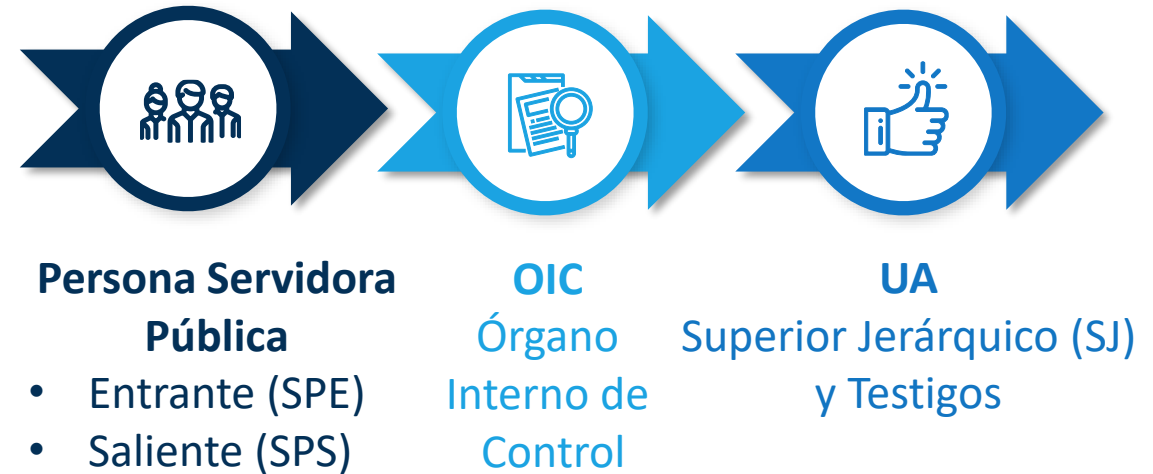 Persona Servidora
Pública
• Entrante (SPE)
• Saliente (SPS)
OIC
Órgano
Interno de
Control
UA
Superior Jerárquico (SJ)
y Testigos